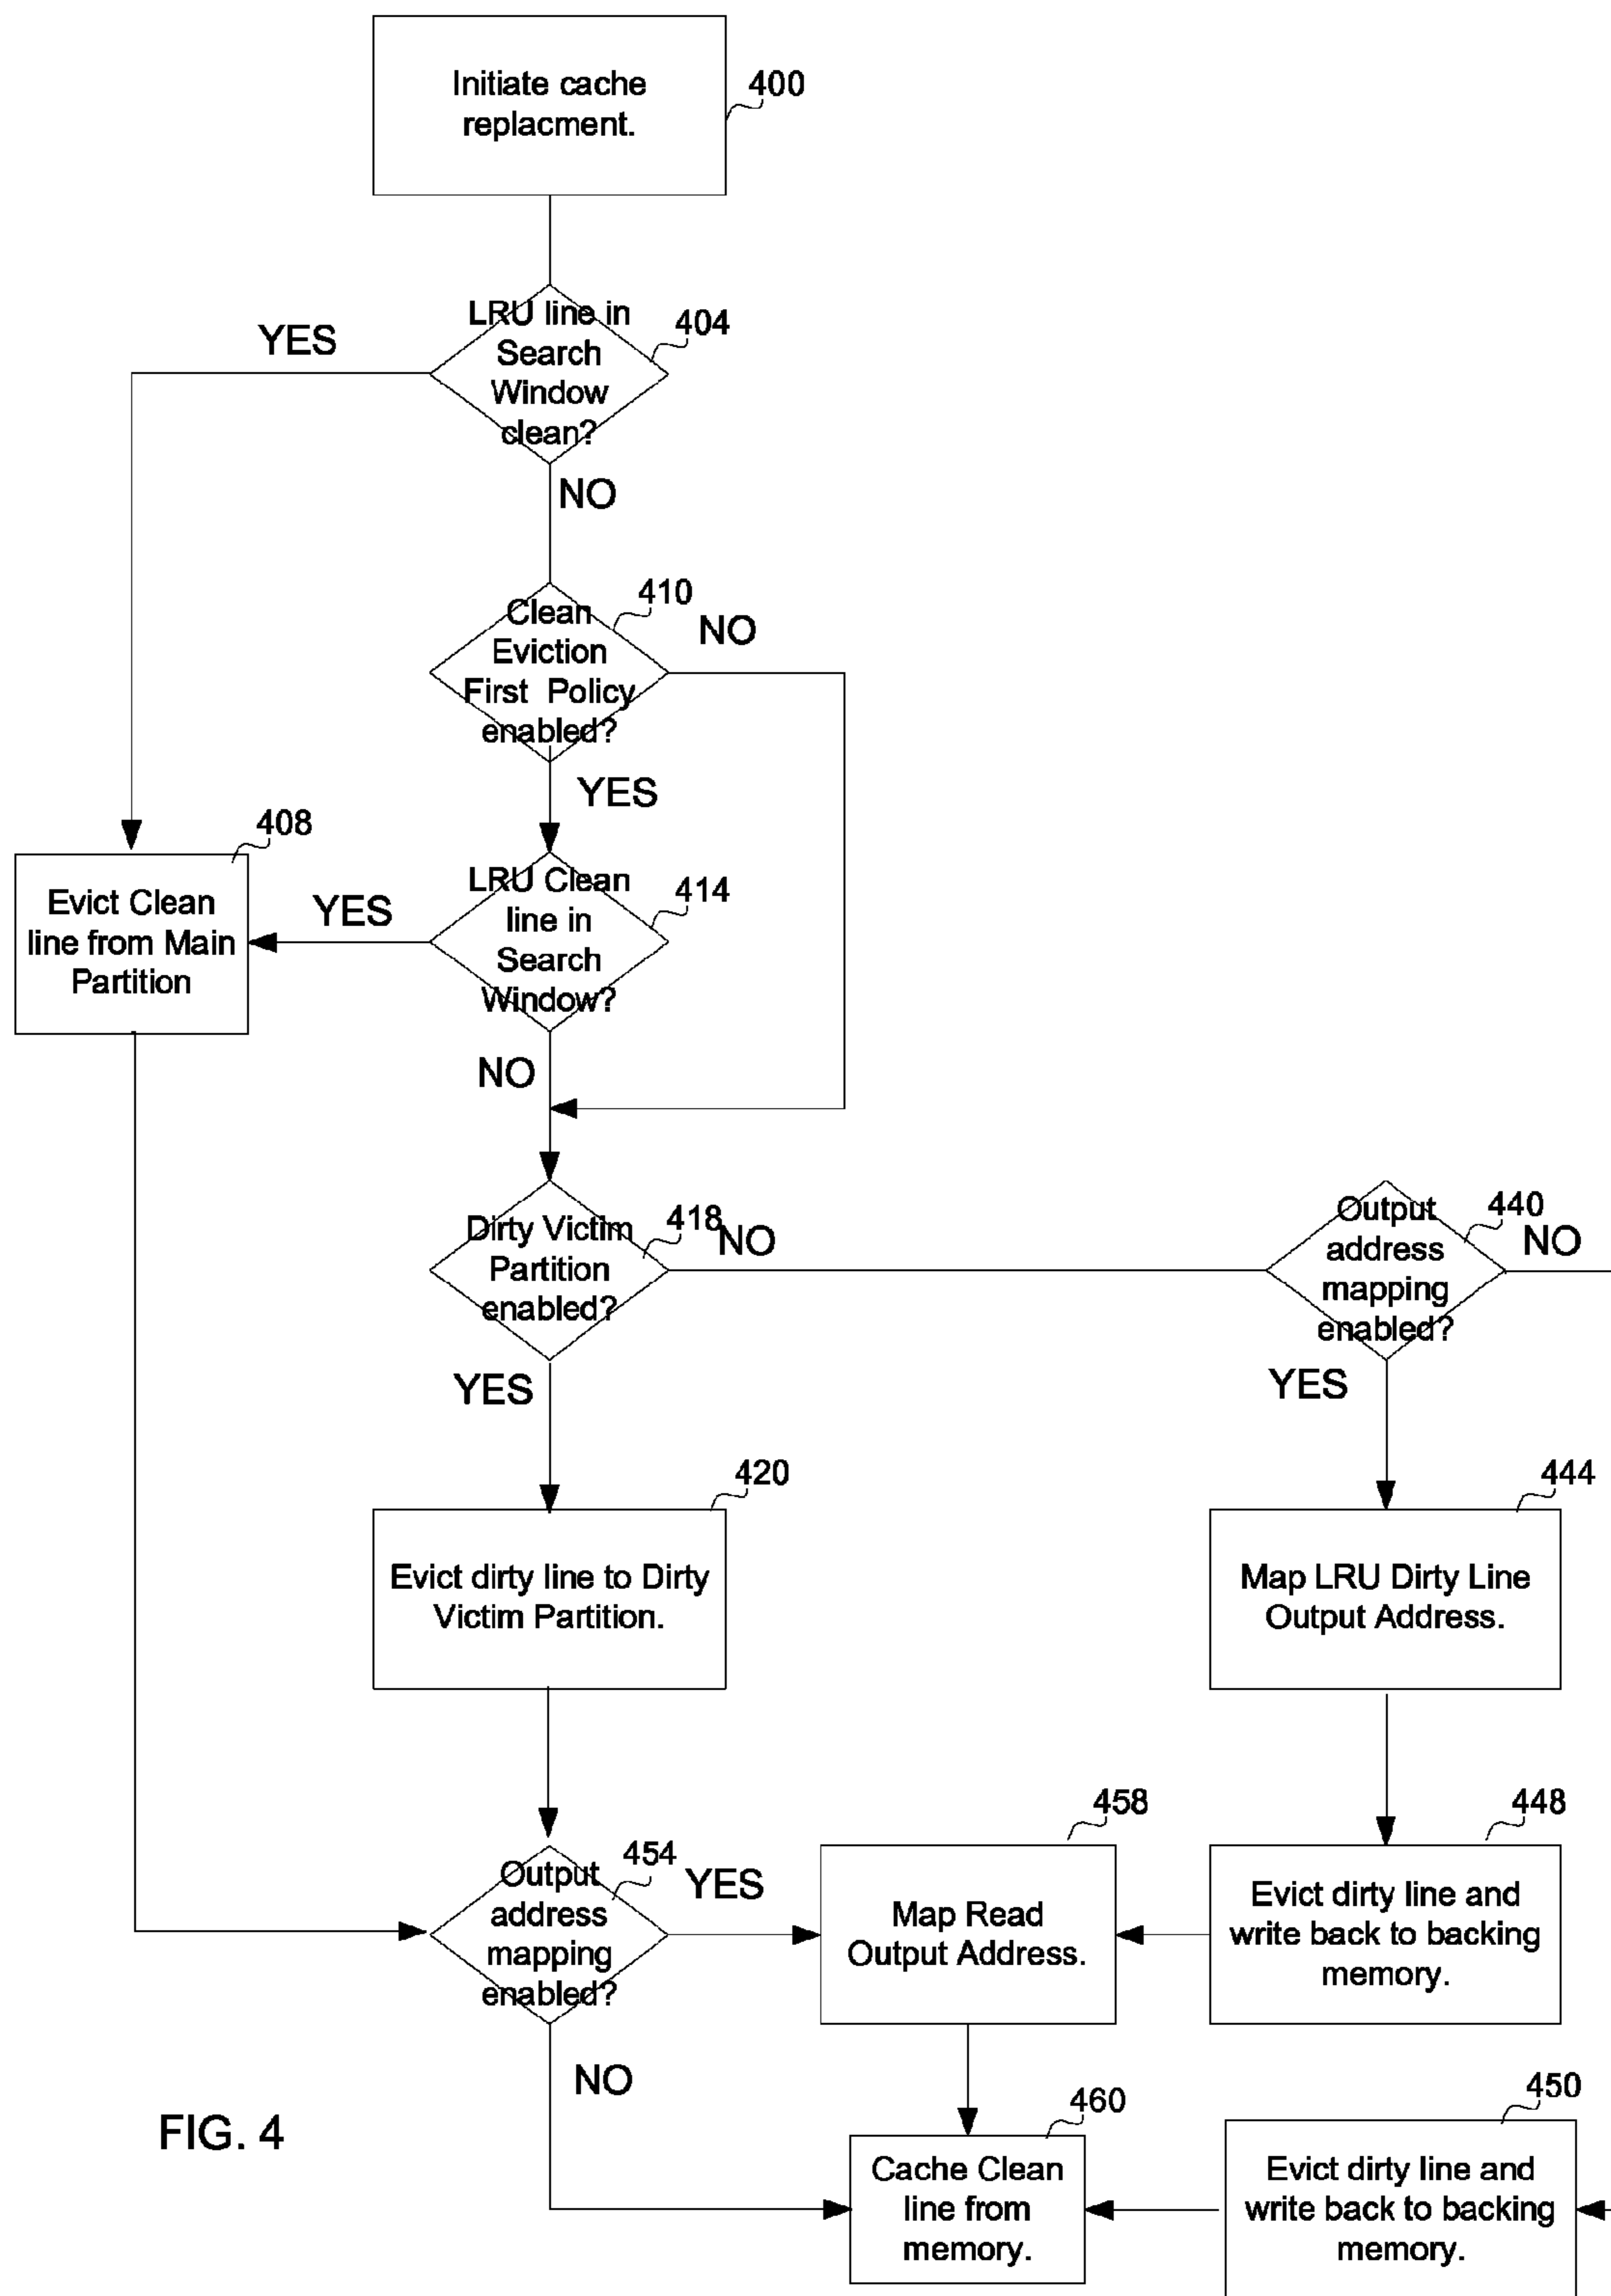 Initiate cache
replacment.
400
LRU line in
Search
Window
clean?
404
YES
NO
Clean
Eviction
First Policy
enabled?
410
NO
YES
408
Evict Clean
line from Main
Partition
YES
LRU Clean
line in
Search
Window?
414
NO
Dirty Victim
Partition
enabled?
418
NO
Output
address
mapping
enabled?
440
NO
YES
YES
420
Evict dirty line to Dirty
Victim Partition.
444
Map LRU Dirty Line
Output Address.
Output
address
mapping
enabled?
454
YES
458
Map Read
Output Address.
448
Evict dirty line and
write back to backing
memory.
NO
460
Cache Clean
line from
memory.
450
Evict dirty line and
write back to backing
memory.
FIG. 4